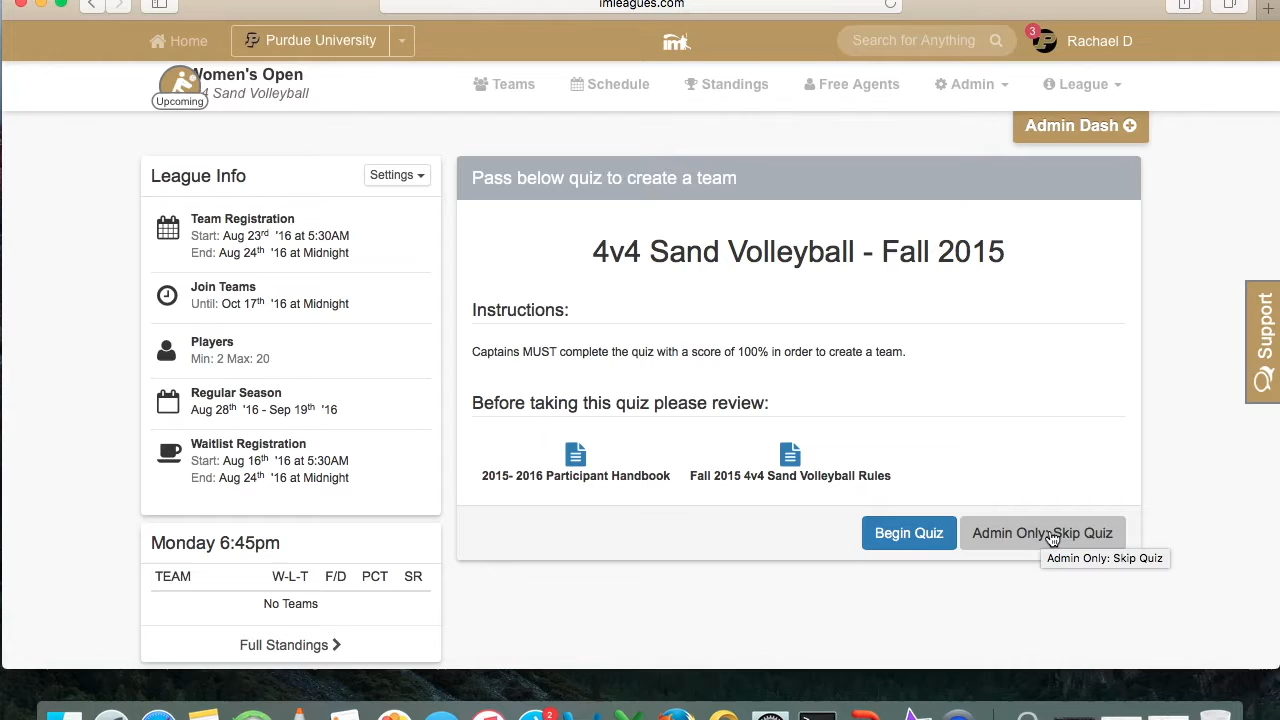 imleagues.com
Home
Purdue University
im
Search for Anything
3
Rachael D
Women's Open
4v4 Sand Volleyball
Upcoming
Teams
Schedule
Standings
Free Agents
Admin
League
Admin Dash
League Info
Settings
Team Registration
Start: Aug 23rd '16 at 5:30AM
End: Aug 24th '16 at Midnight
Join Teams
Until: Oct 17th '16 at Midnight
Players
Min: 2 Max: 20
Regular Season
Aug 28th '16 - Sep 19th '16
Waitlist Registration
Start: Aug 16th '16 at 5:30AM
End: Aug 24th '16 at Midnight
Monday 6:45pm
TEAM W-L-T F/D PCT SR
No Teams
Full Standings
Pass below quiz to create a team
4v4 Sand Volleyball - Fall 2015
Instructions:
Captains MUST complete the quiz with a score of 100% in order to create a team.
Before taking this quiz please review:
2015- 2016 Participant Handbook
Fall 2015 4v4 Sand Volleyball Rules
Begin Quiz
Admin Only: Skip Quiz
Admin Only: Skip Quiz
Support
2